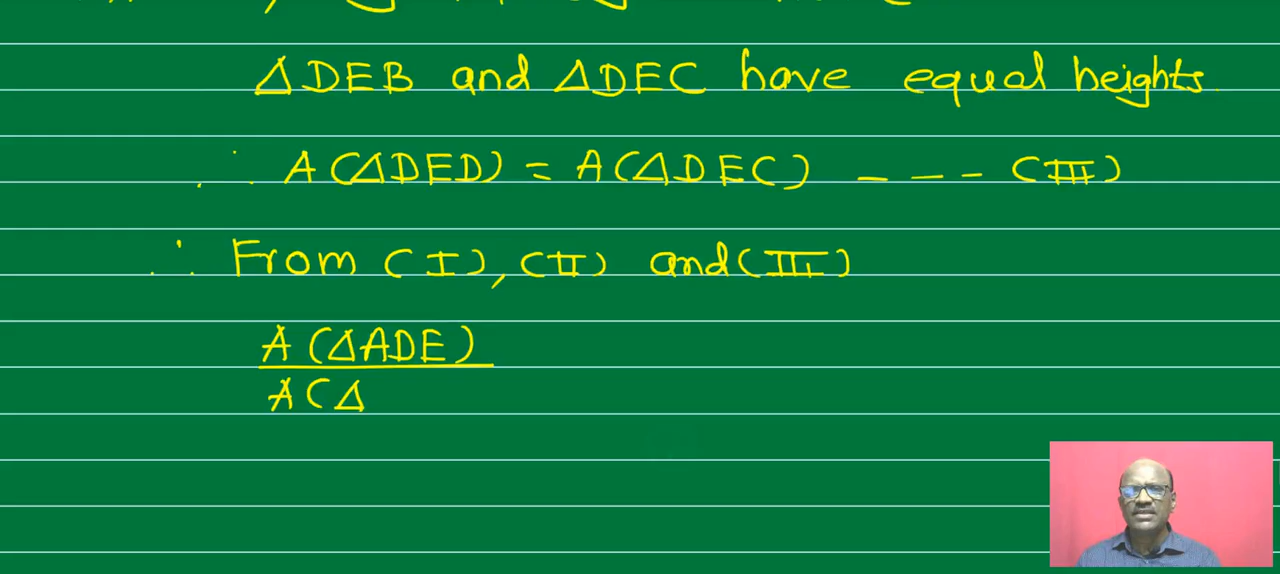 ΔDEB and ΔDEC have equal heights.
∴ A(ΔDED) = A(ΔDEC) - - - (III)
∴ From (I), (II) and (III)
A(ΔADE)
A(Δ